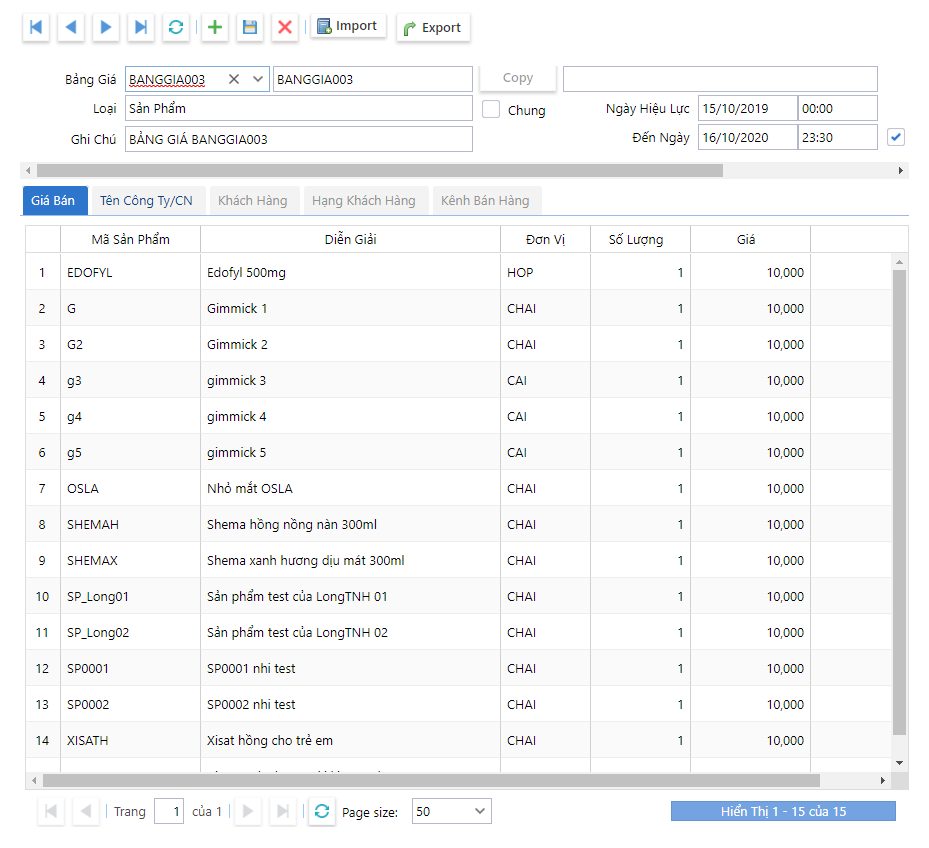 Import Export
Bảng Giá BANGGIA003 BANGGIA003 Copy
Loại Sản Phẩm Chung Ngày Hiệu Lực 15/10/2019 00:00
Ghi Chú BẢNG GIÁ BANGGIA003 Đến Ngày 16/10/2020 23:30
Giá Bán Tên Công Ty/CN Khách Hàng Hạng Khách Hàng Kênh Bán Hàng
Mã Sản Phẩm Diễn Giải Đơn Vị Số Lượng Giá
1 EDOFYL Edofyl 500mg HOP 1 10,000
2 G Gimmick 1 CHAI 1 10,000
3 G2 Gimmick 2 CHAI 1 10,000
4 g3 gimmick 3 CAI 1 10,000
5 g4 gimmick 4 CAI 1 10,000
6 g5 gimmick 5 CAI 1 10,000
7 OSLA Nhỏ mắt OSLA CHAI 1 10,000
8 SHEMAH Shema hồng nồng nàn 300ml CHAI 1 10,000
9 SHEMAX Shema xanh hương dịu mát 300ml CHAI 1 10,000
10 SP_Long01 Sản phẩm test của LongTNH 01 CHAI 1 10,000
11 SP_Long02 Sản phẩm test của LongTNH 02 CHAI 1 10,000
12 SP0001 SP0001 nhi test CHAI 1 10,000
13 SP0002 SP0002 nhi test CHAI 1 10,000
14 XISATH Xisat hồng cho trẻ em CHAI 1 10,000
Trang 1 của 1 Page size: 50 Hiển Thị 1 - 15 của 15